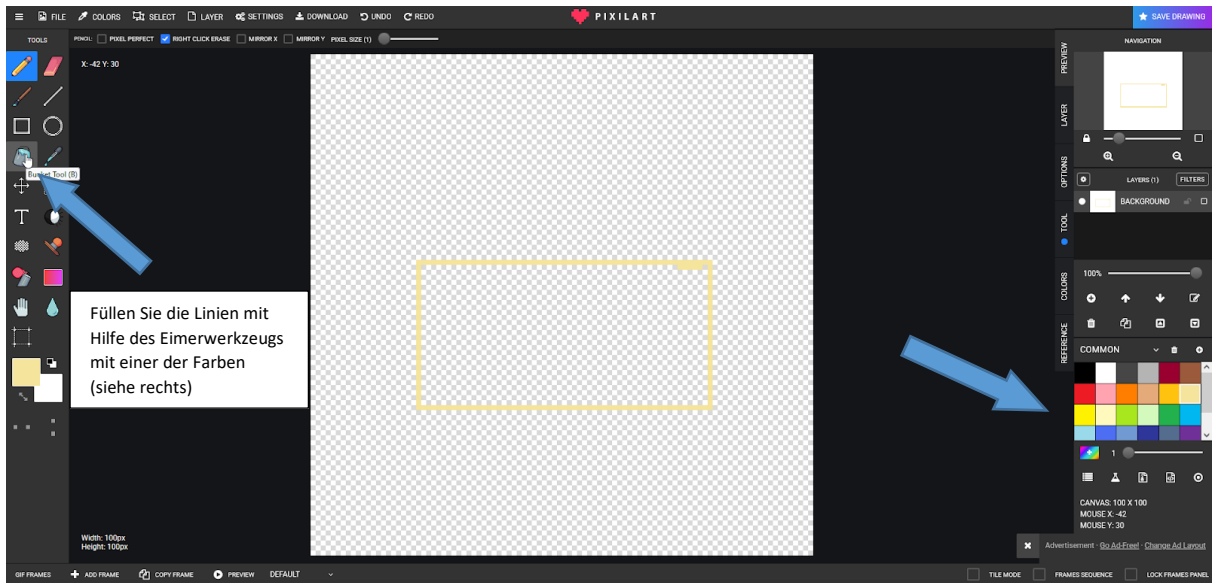 FILE COLORS SELECT LAYER SETTINGS DOWNLOAD UNDO REDO PIXILART SAVE DRAWING
TOOLS PENCIL: PIXEL PERFECT RIGHT CLICK ERASE MIRROR X MIRROR Y PIXEL SIZE (1) NAVIGATION
X: -42 Y: 30
PREVIEW
LAYER
OPTIONS
TOOL
COLORS
REFERENCE
Bucket Tool (B)
T
LAYERS (1) FILTERS
BACKGROUND
100%
Füllen Sie die Linien mit
Hilfe des Eimerwerkzeugs
mit einer der Farben
(siehe rechts)
COMMON
1
CANVAS: 100 X 100
MOUSE X: -42
MOUSE Y: 30
Width: 100px
Height: 100px
Advertisement · Go Ad-Free! · Change Ad Layout
GIF FRAMES ADD FRAME COPY FRAME PREVIEW DEFAULT TILE MODE FRAMES SEQUENCE LOCK FRAMES PANEL